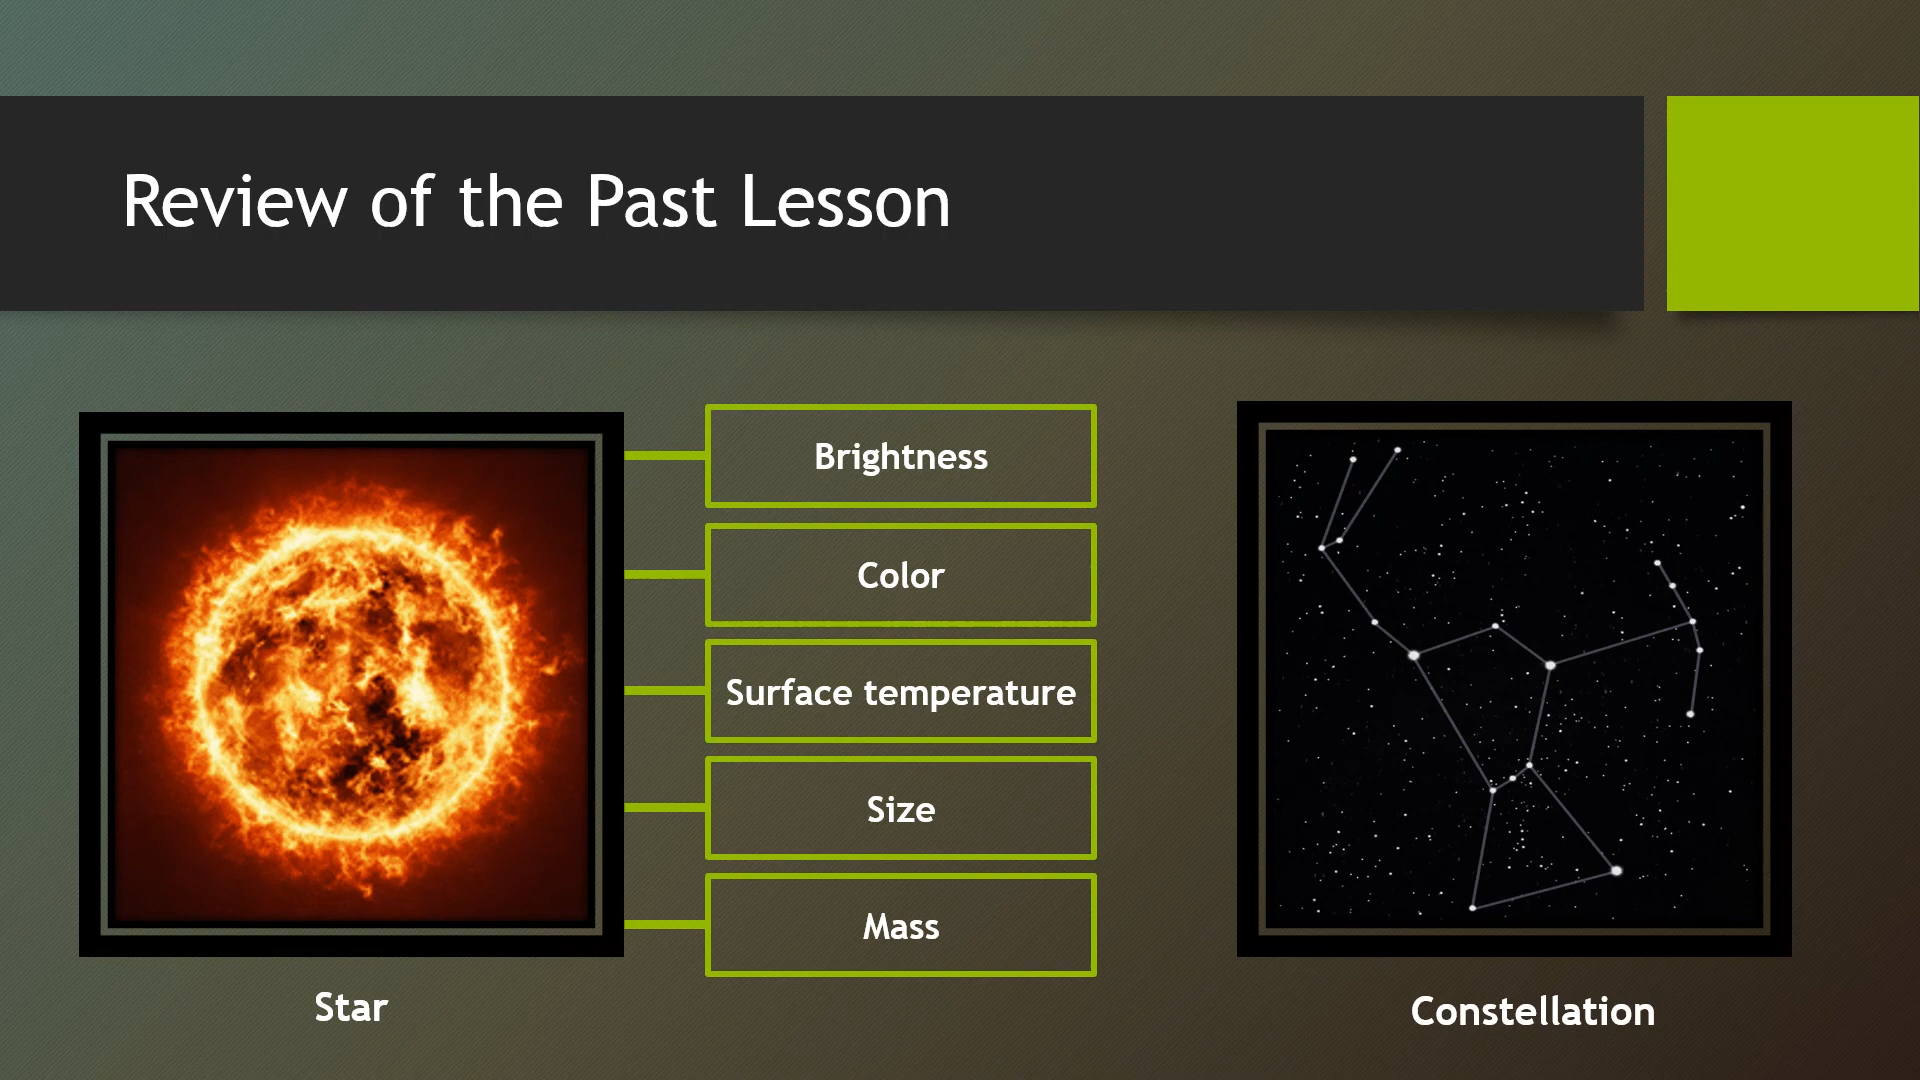 Review of the Past Lesson
Brightness
Color
Surface temperature
Size
Mass
Star
Constellation